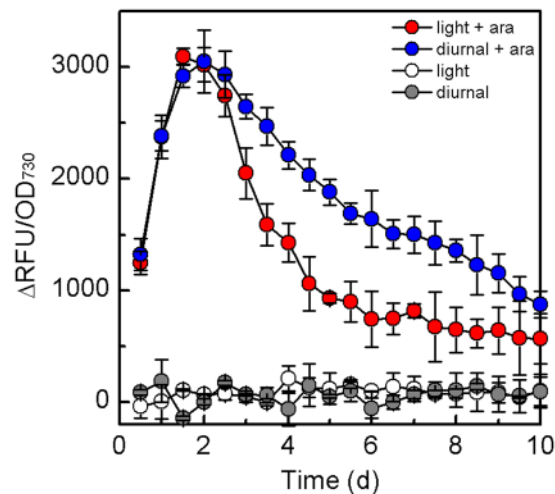 light + ara
diurnal + ara
light
diurnal
ΔRFU/OD730
3000
2000
1000
0
0
2
4
6
8
10
Time (d)